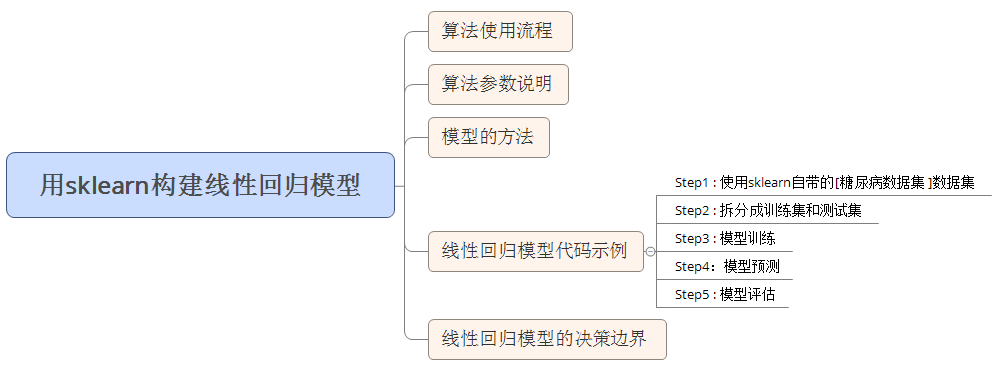 用sklearn构建线性回归模型
算法使用流程
算法参数说明
模型的方法
线性回归模型代码示例
Step1 : 使用sklearn自带的[糖尿病数据集 ]数据集
Step2 : 拆分成训练集和测试集
Step3 : 模型训练
Step4：模型预测
Step5 : 模型评估
线性回归模型的决策边界